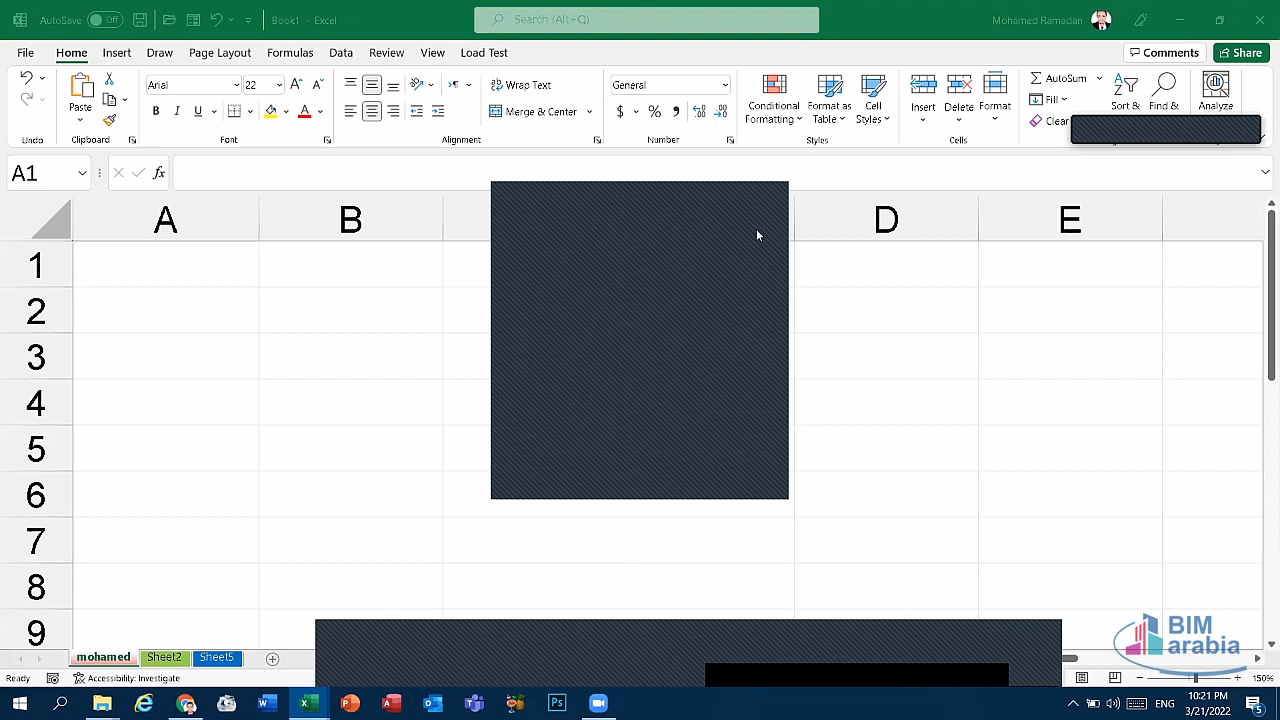 AutoSave Off Book1 - Excel Search (Alt+Q) Mohamed Ramadan
File Home Insert Draw Page Layout Formulas Data Review View Load Test Comments Share
Arial 22 Wrap Text General AutoSum
Paste Merge & Center Conditional Formatting Format as Table Cell Styles Insert Delete Format Fill Clear Sort & Find & Analyze
Undo Font Alignment Number Styles Cells
A1 fx
A B D E
1
2
3
4
5
6
7
8
9
BIM
arabia
mohamed Sheet2 Sheet5
Ready Accessibility: Investigate 150%
ENG 10:21 PM
3/21/2022